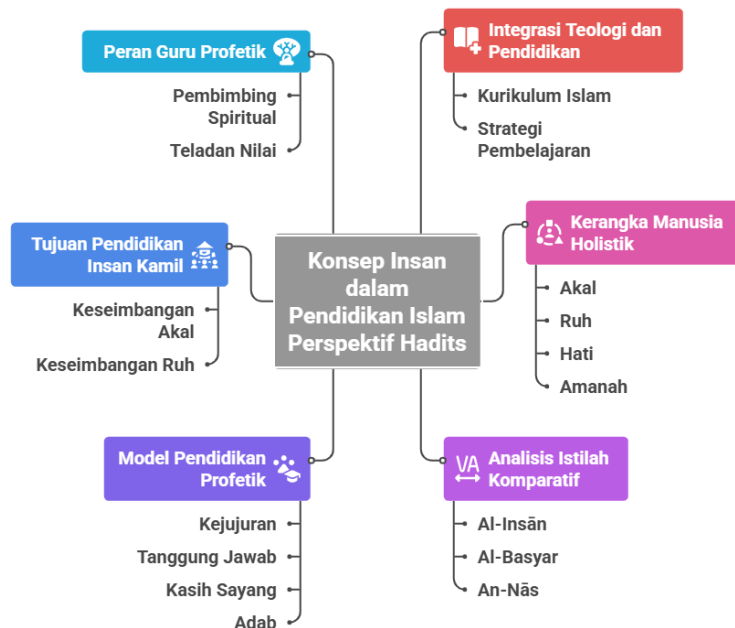 Peran Guru Profetik
Pembimbing
Spiritual
Teladan Nilai
Tujuan Pendidikan
Insan Kamil
Keseimbangan
Akal
Keseimbangan Ruh
Model Pendidikan
Profetik
Kejujuran
Tanggung Jawab
Kasih Sayang
Adab
Konsep Insan
dalam
Pendidikan Islam
Perspektif Hadits
Integrasi Teologi dan
Pendidikan
Kurikulum Islam
Strategi
Pembelajaran
Kerangka Manusia
Holistik
Akal
Ruh
Hati
Amanah
VA
Analisis Istilah
Komparatif
Al-Insān
Al-Basyar
An-Nās